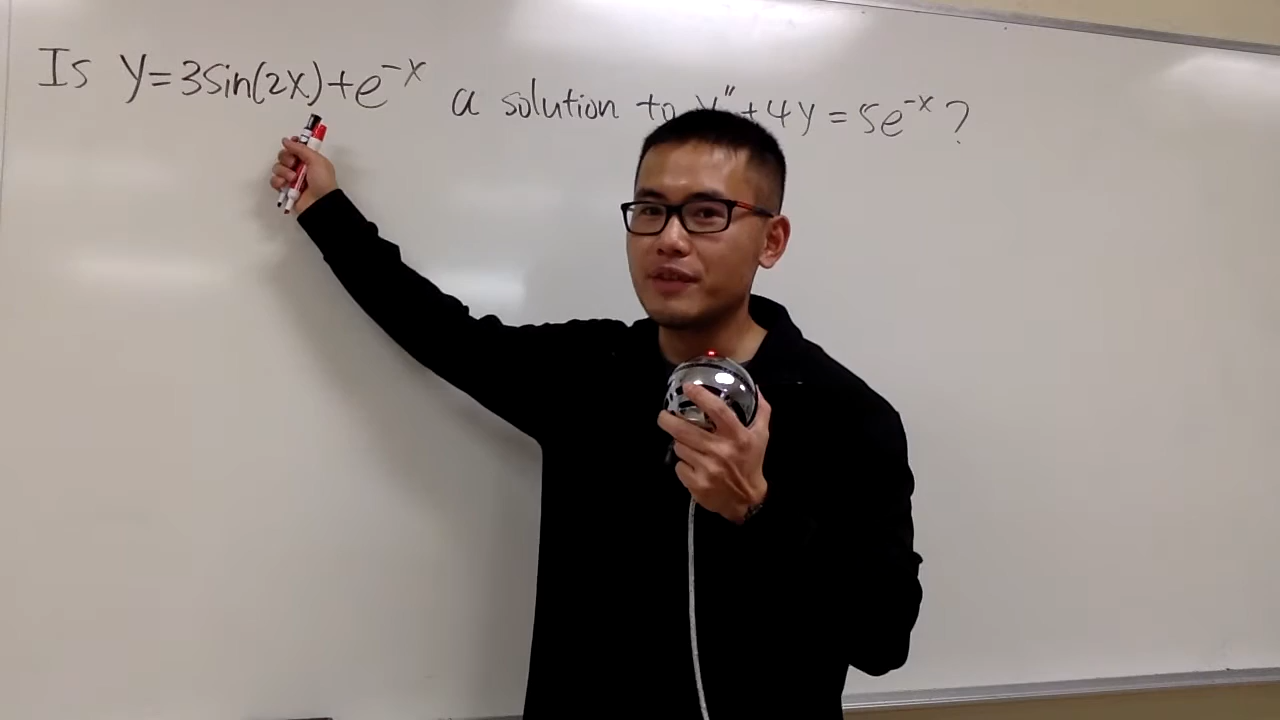 Is y=3sin(2x)+e^{-x} a solution to y''+4y=5e^{-x}?